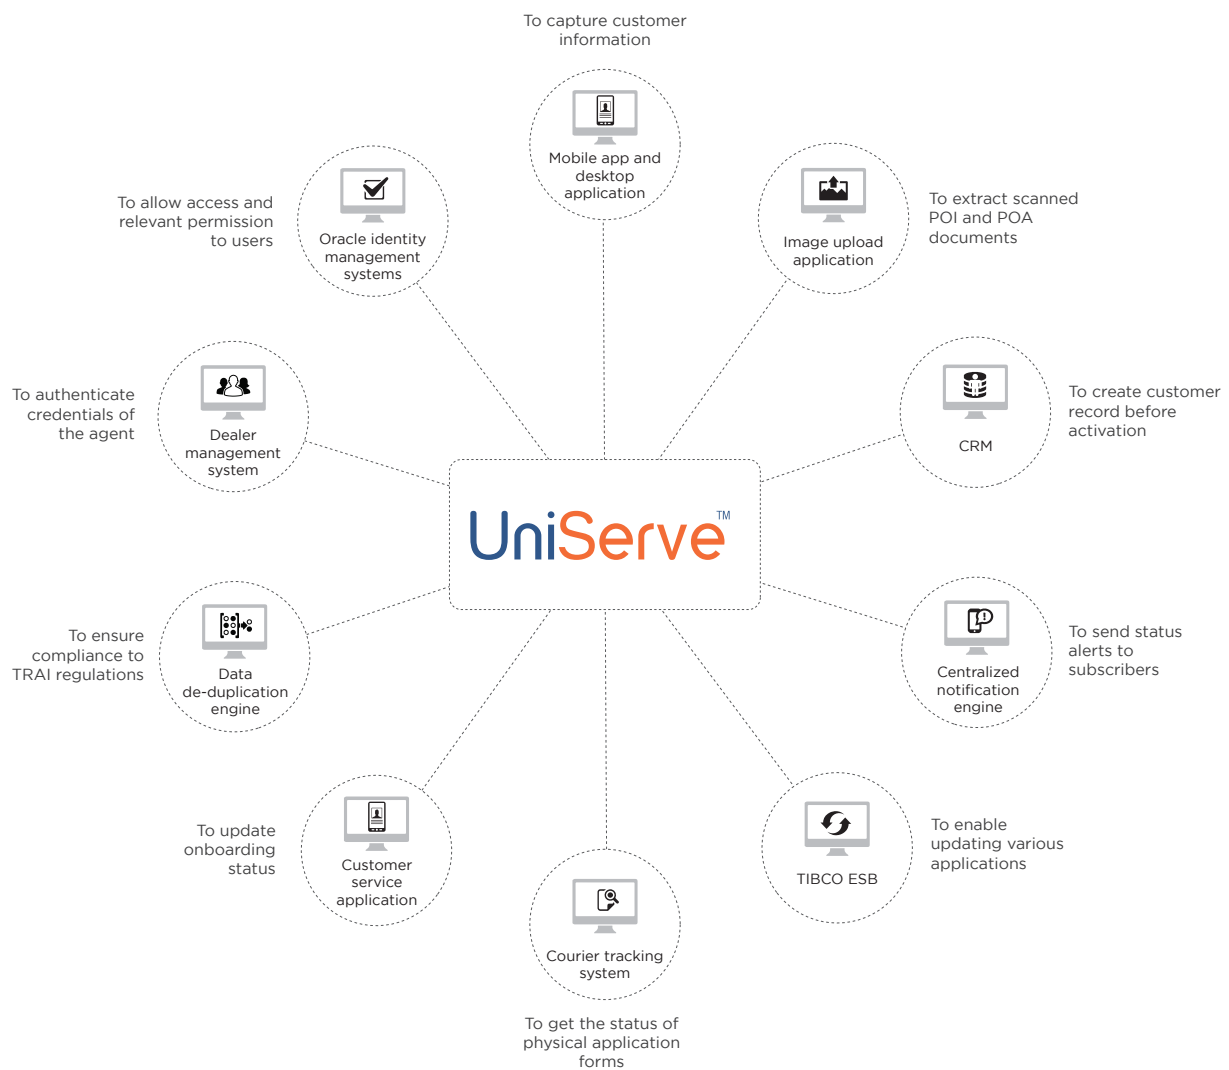 To capture customer
information
Mobile app and
desktop
application
To allow access and
relevant permission
to users
Oracle identity
management
systems
Image upload
application
To extract scanned
POI and POA
documents
To authenticate
credentials of
the agent
Dealer
management
system
CRM
To create customer
record before
activation
UniServe™
To ensure
compliance to
TRAI regulations
Data
de-duplication
engine
Centralized
notification
engine
To send status
alerts to
subscribers
To update
onboarding
status
Customer
service
application
TIBCO ESB
To enable
updating various
applications
Courier tracking
system
To get the status of
physical application
forms